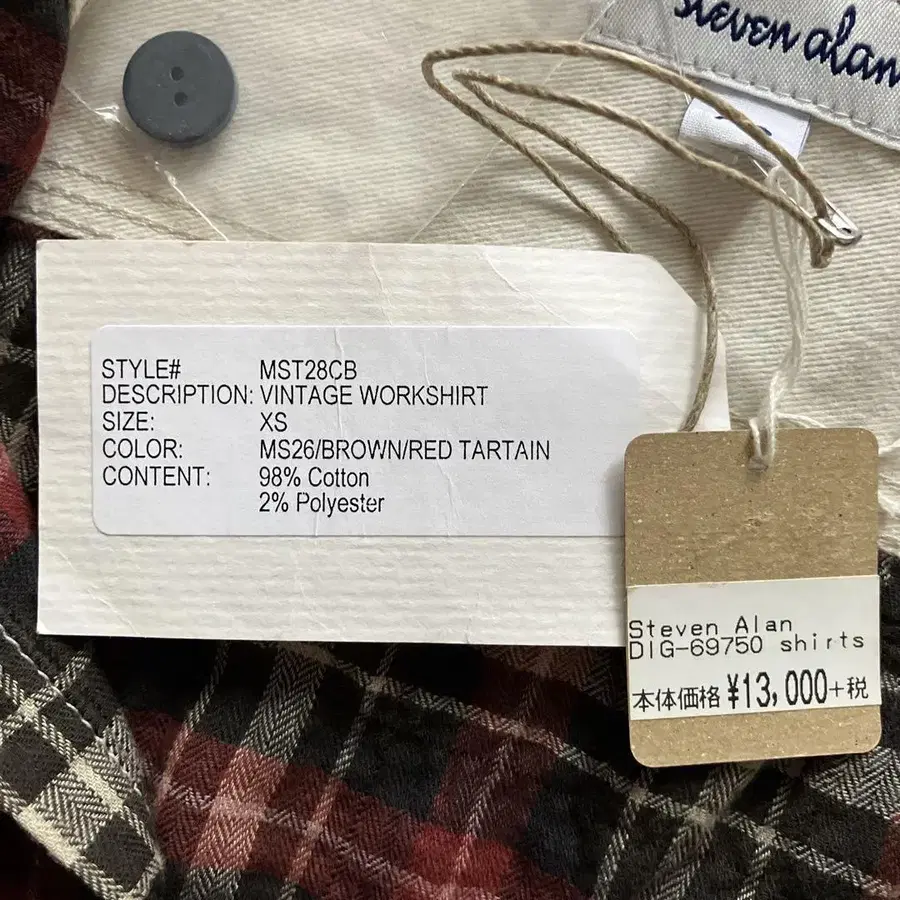 steven alan
STYLE# MST28CB
DESCRIPTION: VINTAGE WORKSHIRT
SIZE: XS
COLOR: MS26/BROWN/RED TARTAIN
CONTENT: 98% Cotton
2% Polyester
Steven Alan
DIG-69750 shirts
本体価格 ¥13,000+税